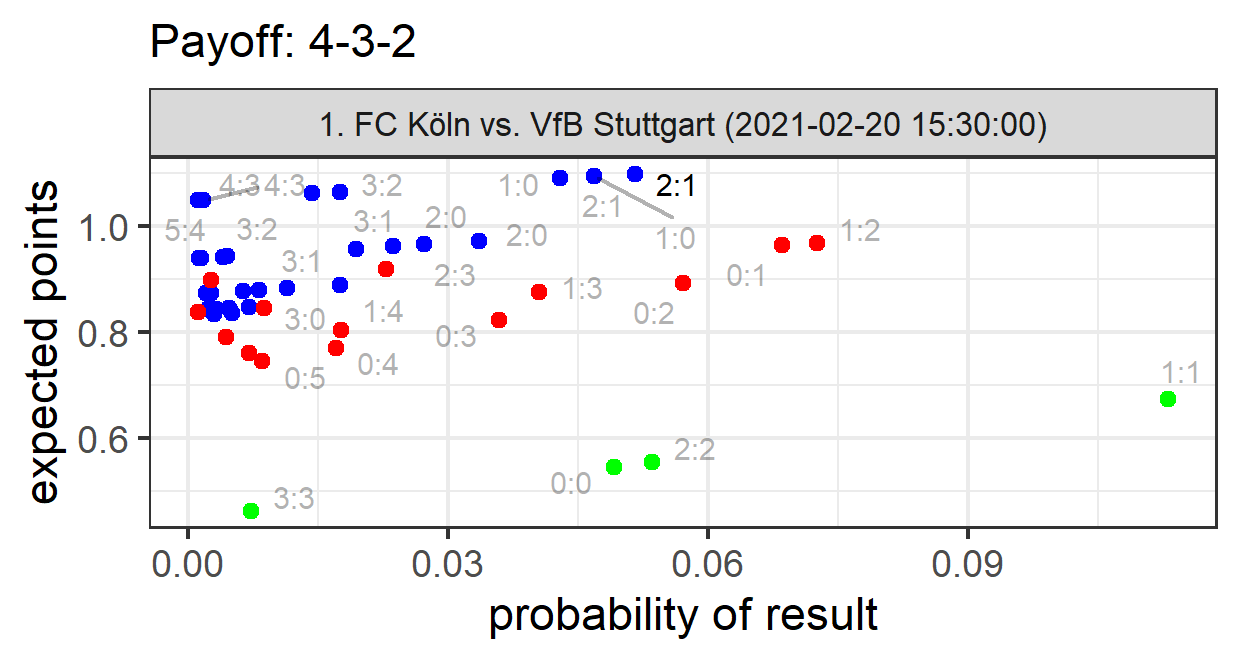 Payoff: 4-3-2
1. FC Köln vs. VfB Stuttgart (2021-02-20 15:30:00)
expected points
1.0
0.8
0.6
4:3 4:3 3:2 1:0 2:1
2:1
5:4 3:2 3:1 2:0 2:0 1:0 1:2
3:1 2:3 1:3 0:1
3:0 1:4 0:3 0:2
0:5 0:4 1:1
2:2
0:0
3:3
0.00 0.03 0.06 0.09
probability of result